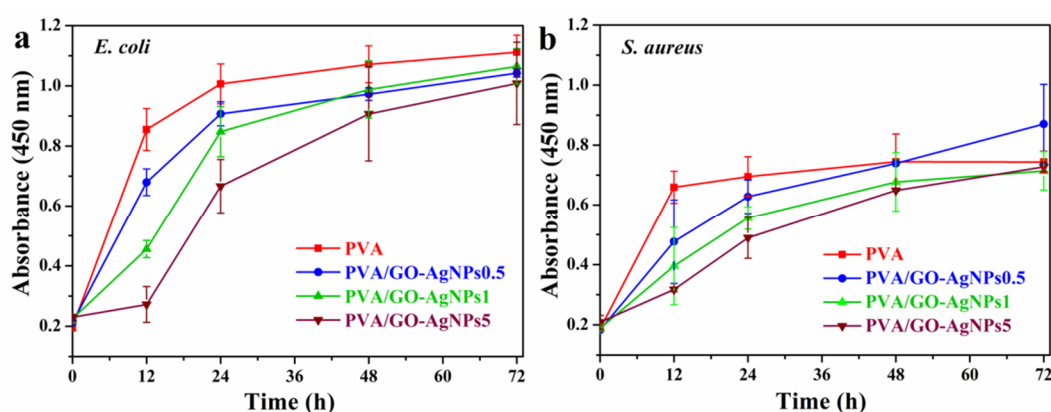 a
E. coli
Absorbance (450 nm)
1.2
1.0
0.8
0.6
0.4
0.2
PVA
PVA/GO-AgNPs0.5
PVA/GO-AgNPs1
PVA/GO-AgNPs5
0 12 24 36 48 60 72
Time (h)
b
S. aureus
Absorbance (450 nm)
1.2
1.0
0.8
0.6
0.4
0.2
PVA
PVA/GO-AgNPs0.5
PVA/GO-AgNPs1
PVA/GO-AgNPs5
0 12 24 36 48 60 72
Time (h)